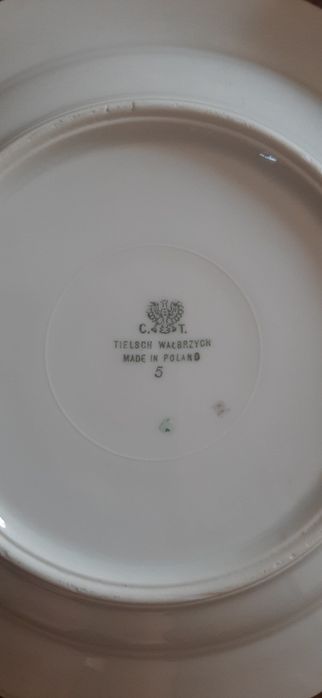 C. T.
TIELSCH WAŁBRZYCH
MADE IN POLAND
5